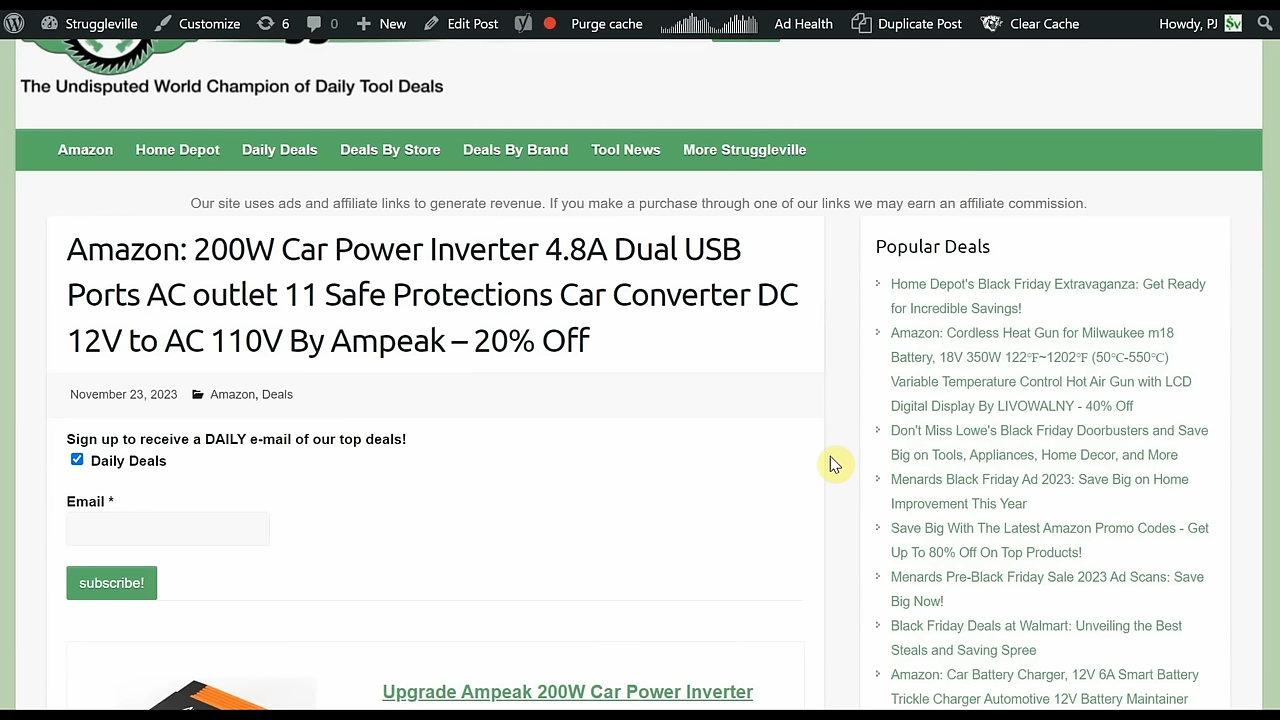 Struggleville Customize 6 0 New Edit Post Purge cache Ad Health Duplicate Post Clear Cache Howdy, PJ
The Undisputed World Champion of Daily Tool Deals
Amazon Home Depot Daily Deals Deals By Store Deals By Brand Tool News More Struggleville
Our site uses ads and affiliate links to generate revenue. If you make a purchase through one of our links we may earn an affiliate commission.
Amazon: 200W Car Power Inverter 4.8A Dual USB
Ports AC outlet 11 Safe Protections Car Converter DC
12V to AC 110V By Ampeak – 20% Off
November 23, 2023 Amazon, Deals
Sign up to receive a DAILY e-mail of our top deals!
Daily Deals
Email *
subscribe!
Upgrade Ampeak 200W Car Power Inverter
Popular Deals
Home Depot's Black Friday Extravaganza: Get Ready
for Incredible Savings!
Amazon: Cordless Heat Gun for Milwaukee m18
Battery, 18V 350W 122℉~1202℉ (50℃-550℃)
Variable Temperature Control Hot Air Gun with LCD
Digital Display By LIVOWALNY - 40% Off
Don't Miss Lowe's Black Friday Doorbusters and Save
Big on Tools, Appliances, Home Decor, and More
Menards Black Friday Ad 2023: Save Big on Home
Improvement This Year
Save Big With The Latest Amazon Promo Codes - Get
Up To 80% Off On Top Products!
Menards Pre-Black Friday Sale 2023 Ad Scans: Save
Big Now!
Black Friday Deals at Walmart: Unveiling the Best
Steals and Saving Spree
Amazon: Car Battery Charger, 12V 6A Smart Battery
Trickle Charger Automotive 12V Battery Maintainer